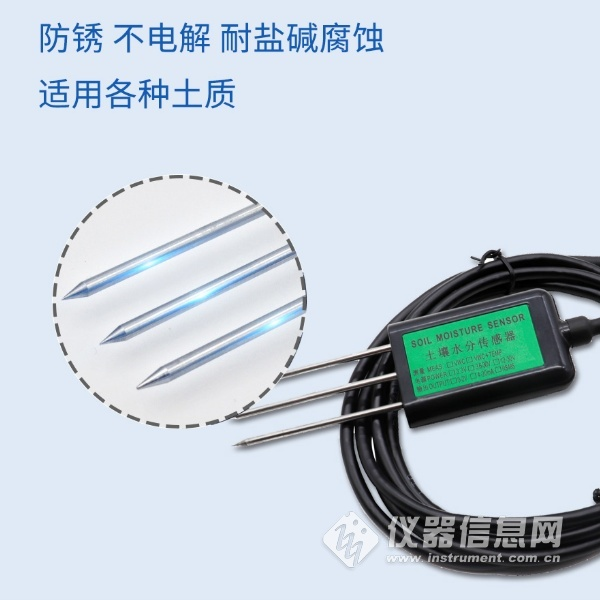 防锈 不电解 耐盐碱腐蚀
适用各种土质
SOIL MOISTURE SENSOR
土壤水分传感器
仪器信息网
www.instrument.com.cn